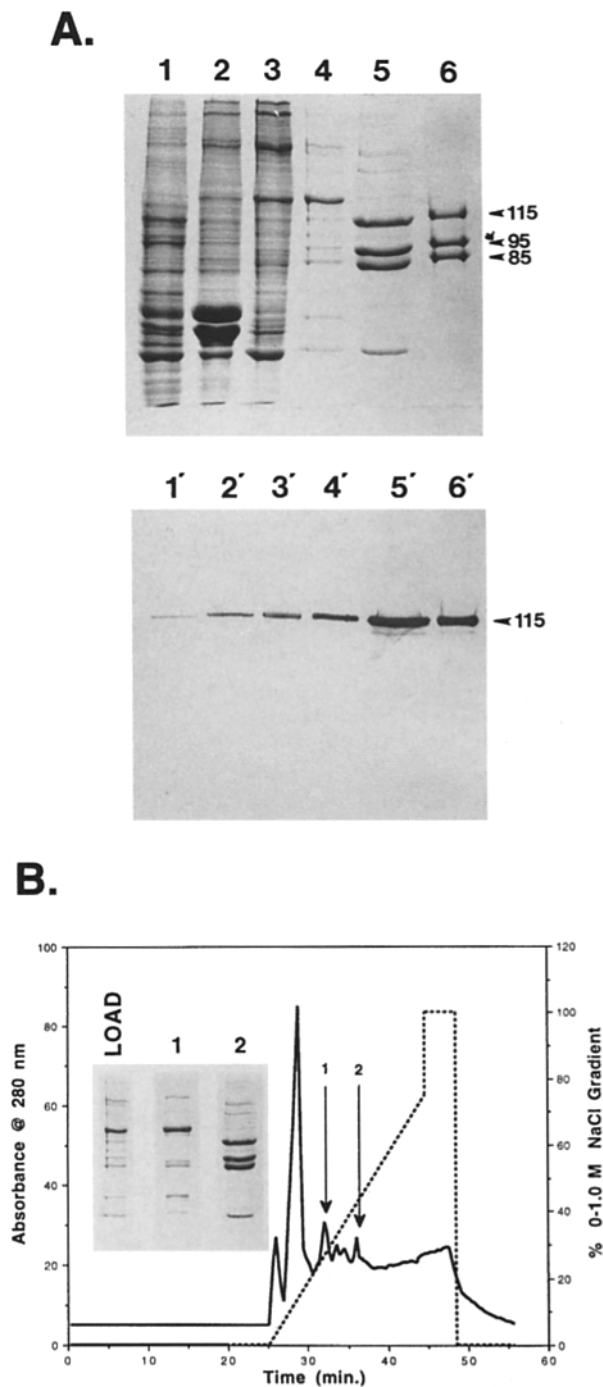 A.
1 2 3 4 5 6
115
95
85
1′ 2′ 3′ 4′ 5′ 6′
115
B.
100
80
60
40
20
0
Absorbance @ 280 nm
120
100
80
60
40
20
0
% 0-1.0 M NaCl Gradient
LOAD 1 2
1 2
0 10 20 30 40 50 60
Time (min.)